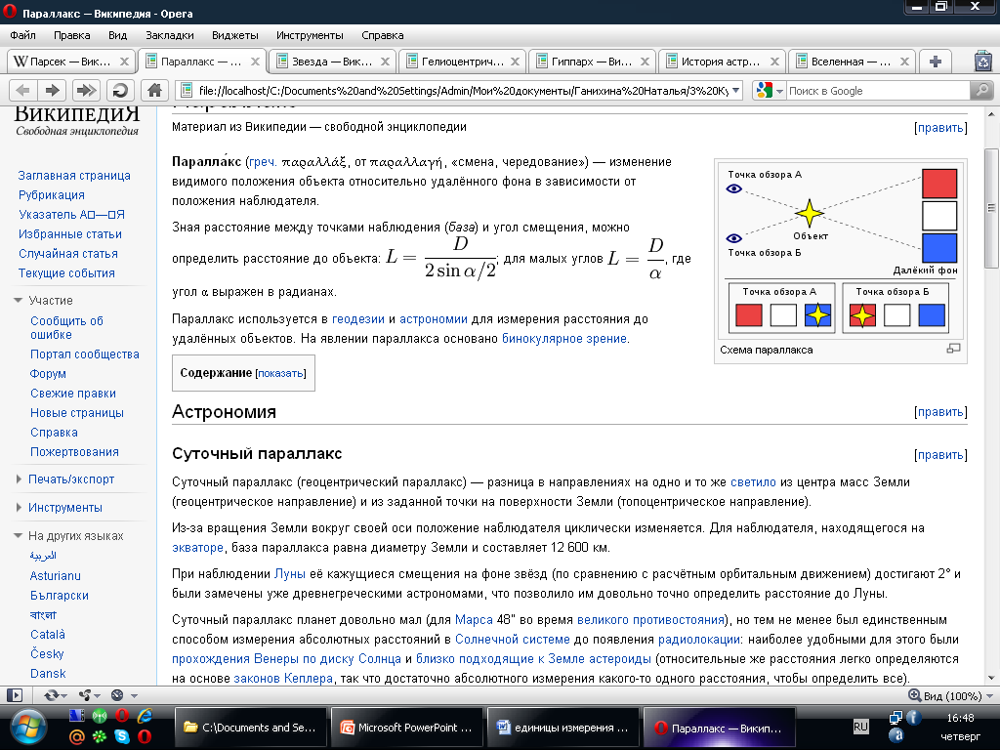 Параллакс — Википедия - Opera
Файл Правка Вид Закладки Виджеты Инструменты Справка
Парсек — Вик... Параллакс — ... Звезда — Вик... Гелиоцентрич... Гиппарх — Ви... История астр... Вселенная — ...
file://localhost/C:/Documents%20and%20Settings/Admin/Мои%20документы/Ганихина%20Наталья/3%20Ку Поиск в Google
ВикипедиЯ
Свободная энциклопедия
Заглавная страница
Рубрикация
Указатель А□—□Я
Избранные статьи
Случайная статья
Текущие события
Участие
Сообщить об
ошибке
Портал сообщества
Форум
Свежие правки
Новые страницы
Справка
Пожертвования
Печать/экспорт
Инструменты
На других языках
العربية
Asturianu
Български
বাংলা
Català
Česky
Dansk
Материал из Википедии — свободной энциклопедии [править]
Паралла́кс (греч. παραλλάξ, от παραλλαγή, «смена, чередование») — изменение
видимого положения объекта относительно удалённого фона в зависимости от
положения наблюдателя.
Зная расстояние между точками наблюдения (база) и угол смещения, можно
определить расстояние до объекта: L = D / (2 sin α/2); для малых углов L = D / α, где
угол α выражен в радианах.
Параллакс используется в геодезии и астрономии для измерения расстояния до
удалённых объектов. На явлении параллакса основано бинокулярное зрение.
Точка обзора А
Объект
Точка обзора Б
Далёкий фон
Точка обзора А Точка обзора Б
Схема параллакса
Содержание [показать]
Астрономия [править]
Суточный параллакс [править]
Суточный параллакс (геоцентрический параллакс) — разница в направлениях на одно и то же светило из центра масс Земли
(геоцентрическое направление) и из заданной точки на поверхности Земли (топоцентрическое направление).
Из-за вращения Земли вокруг своей оси положение наблюдателя циклически изменяется. Для наблюдателя, находящегося на
экваторе, база параллакса равна диаметру Земли и составляет 12 600 км.
При наблюдении Луны её кажущиеся смещения на фоне звёзд (по сравнению с расчётным орбитальным движением) достигают 2° и
были замечены уже древнегреческими астрономами, что позволило им довольно точно определить расстояние до Луны.
Суточный параллакс планет довольно мал (для Марса 48" во время великого противостояния), но тем не менее был единственным
способом измерения абсолютных расстояний в Солнечной системе до появления радиолокации: наиболее удобными для этого были
прохождения Венеры по диску Солнца и близко подходящие к Земле астероиды (относительные же расстояния легко определяются
на основе законов Кеплера, так что достаточно абсолютного измерения какого-то одного расстояния, чтобы определить все).
Вид (100%)
C:\Documents and Se... Microsoft PowerPoint ... единицы измерения ... Параллакс — Викип... RU 16:48
четверг